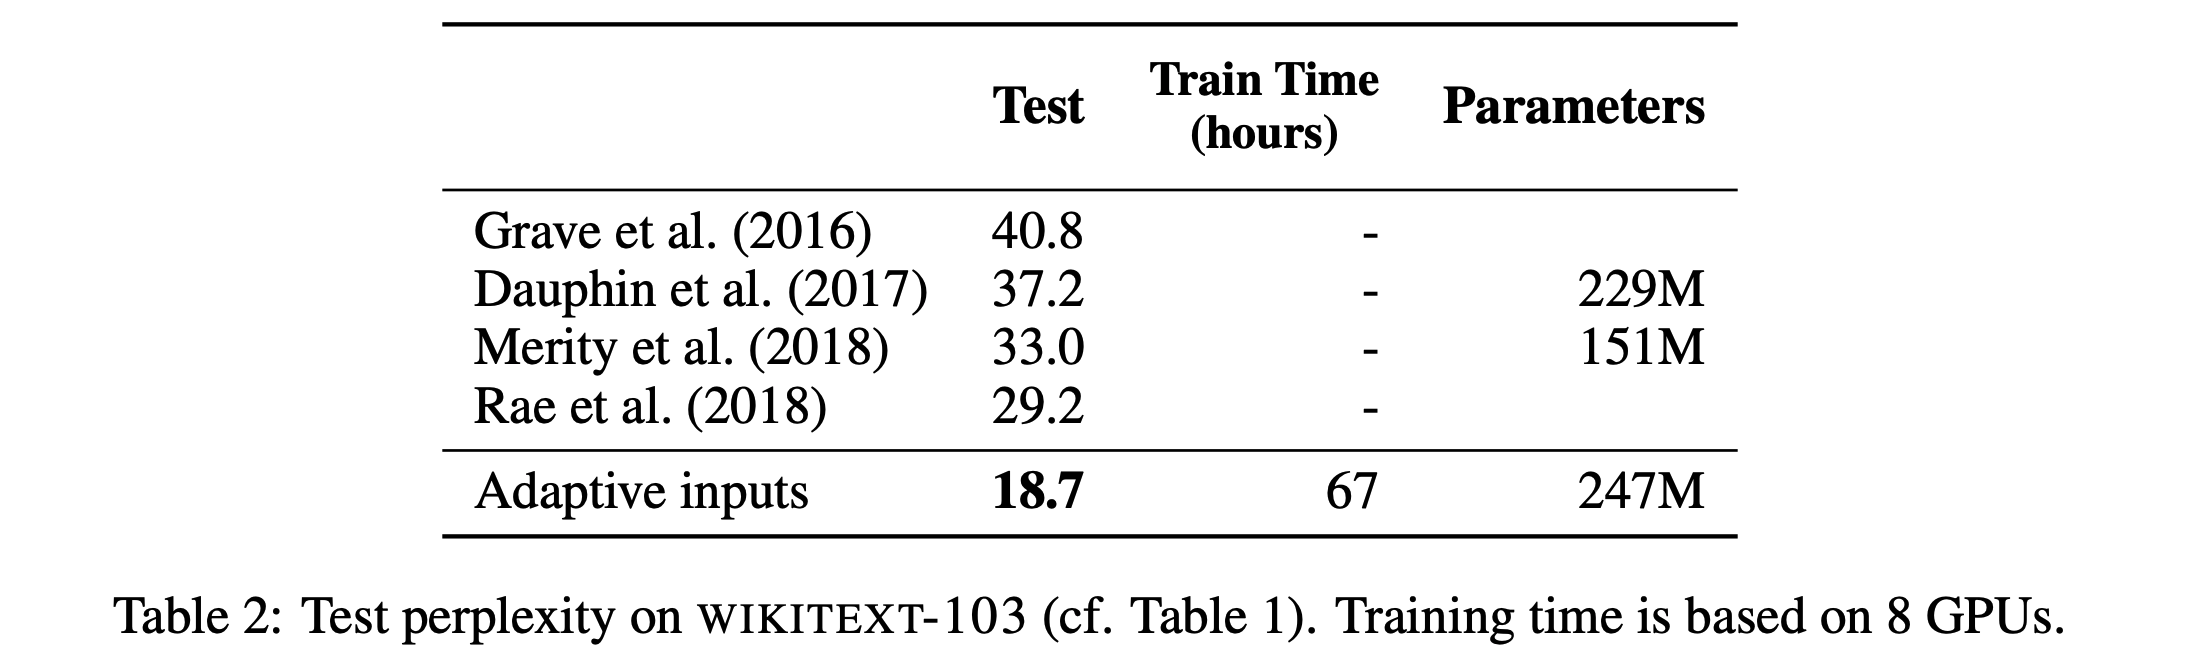 Test Train Time (hours) Parameters
Grave et al. (2016) 40.8 -
Dauphin et al. (2017) 37.2 - 229M
Merity et al. (2018) 33.0 - 151M
Rae et al. (2018) 29.2 -
Adaptive inputs 18.7 67 247M
Table 2: Test perplexity on WIKITEXT-103 (cf. Table 1). Training time is based on 8 GPUs.